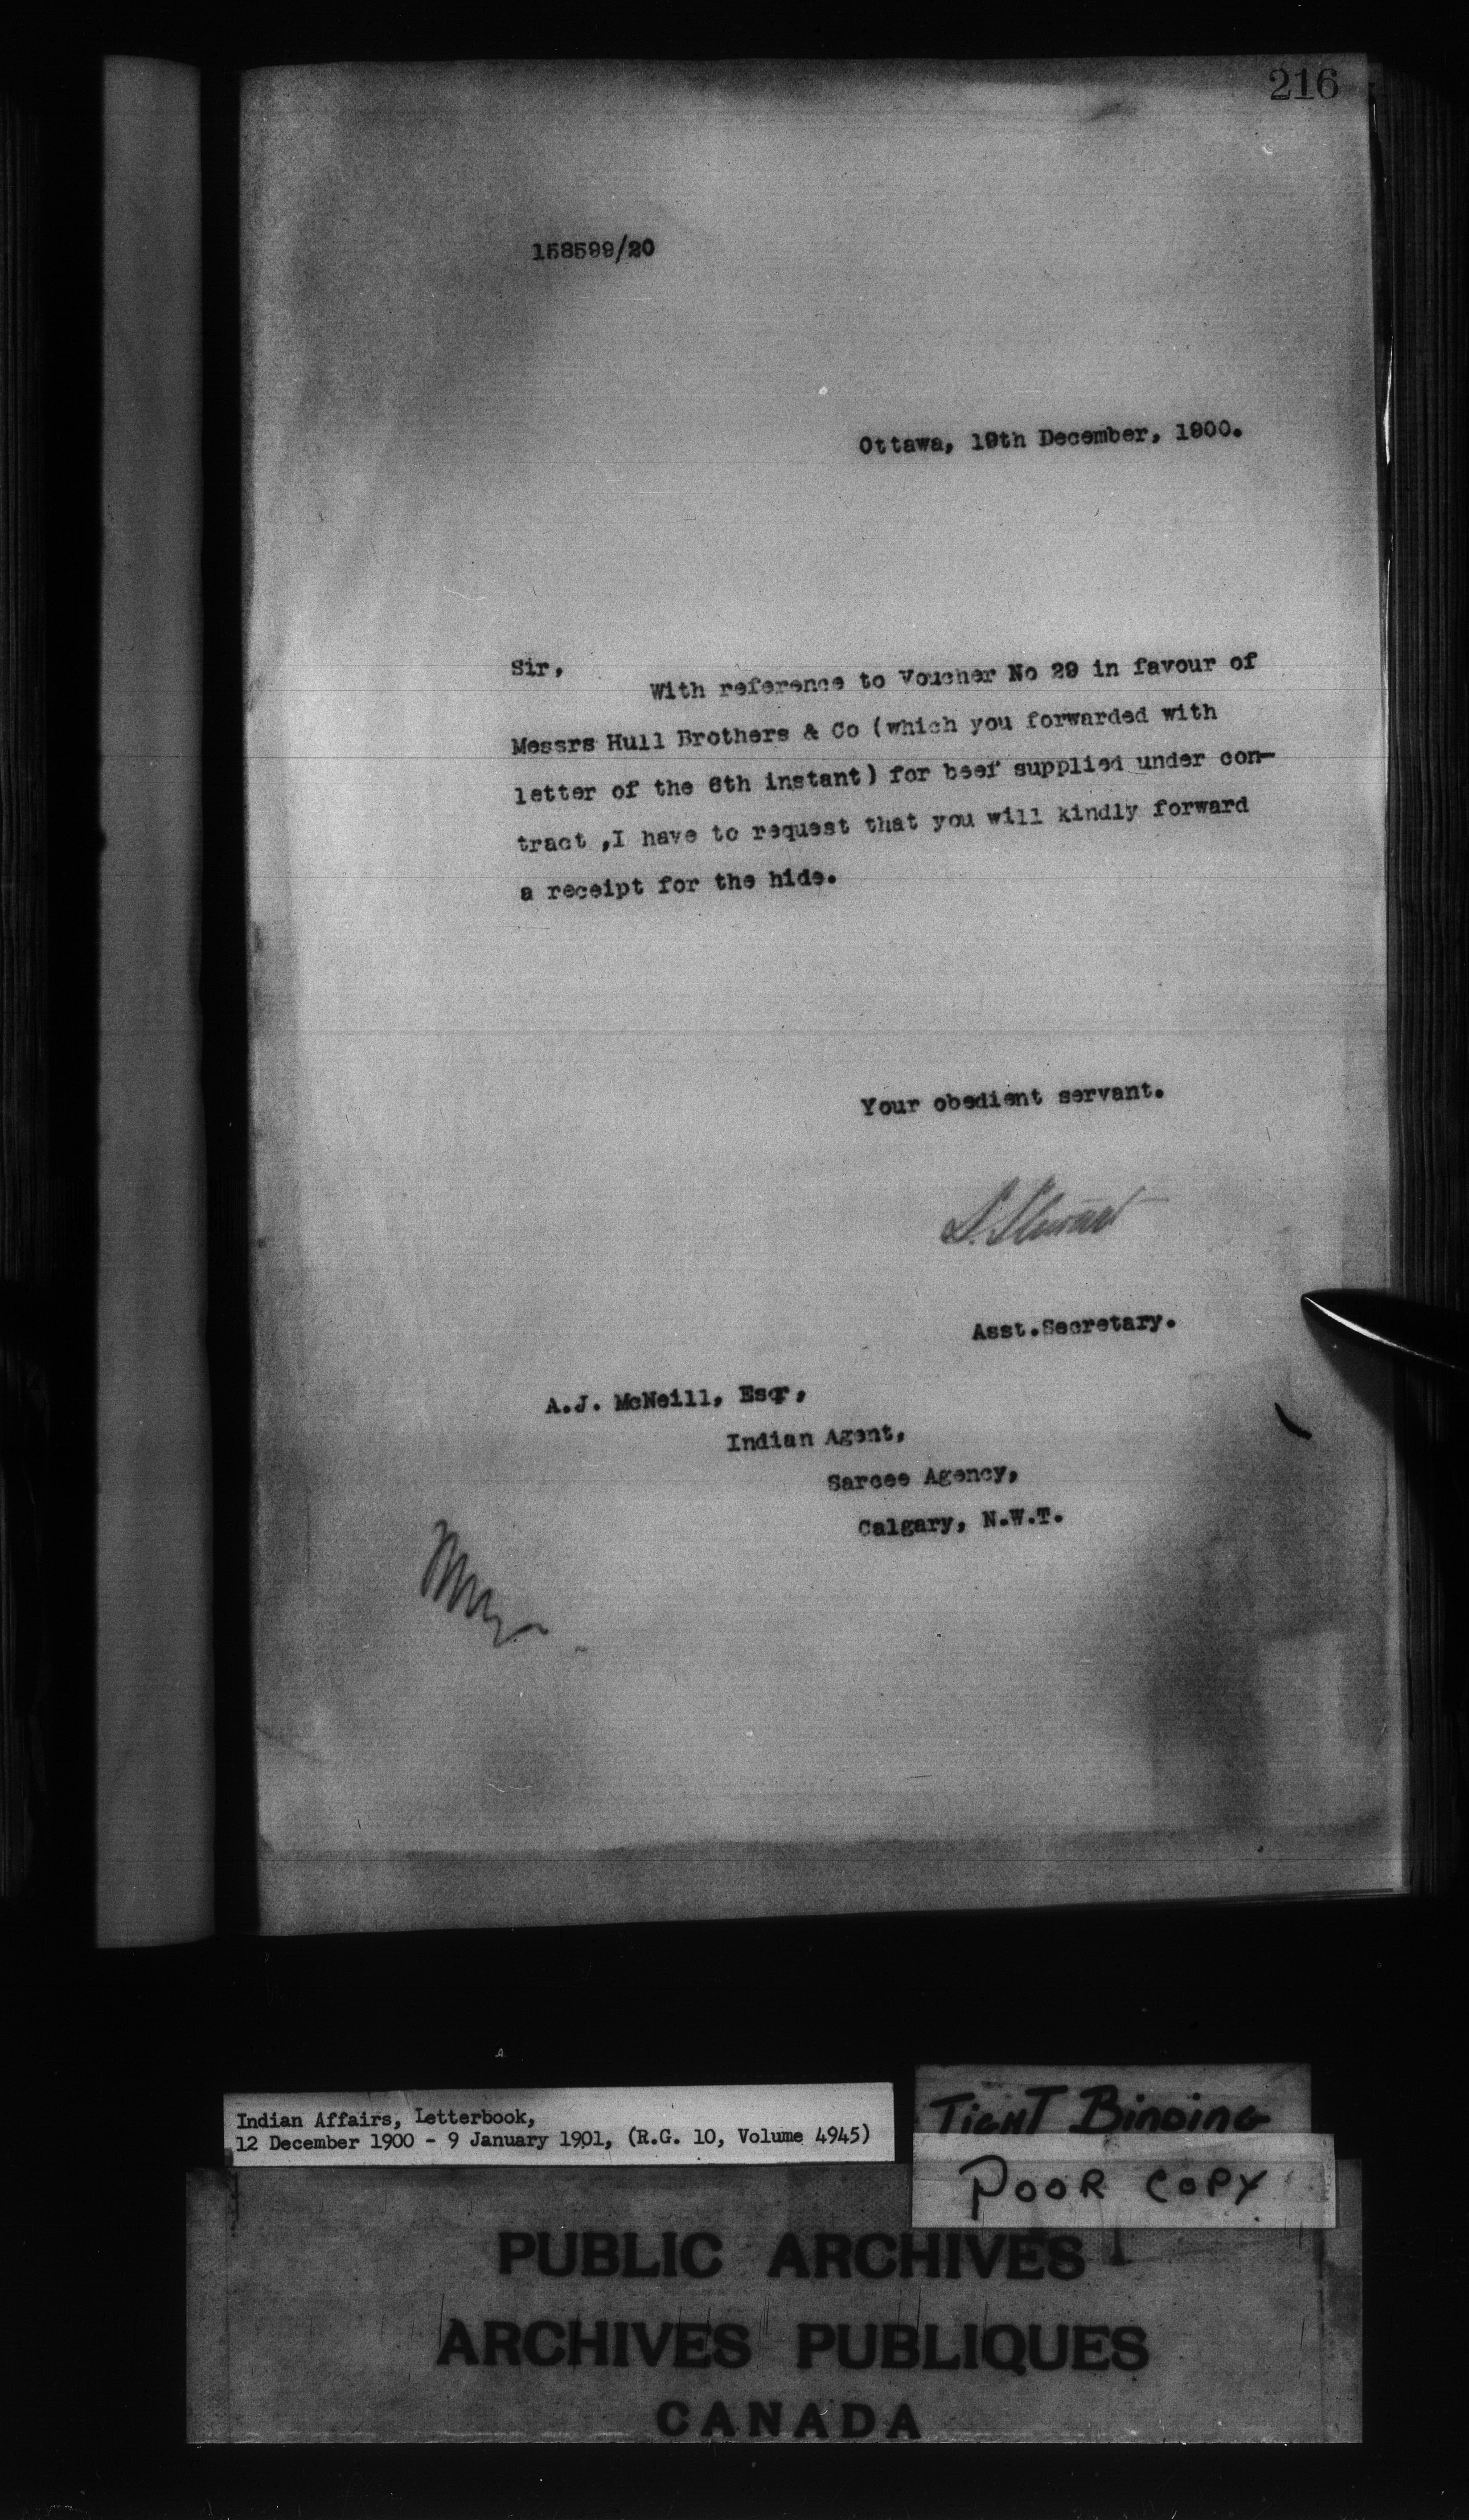 216
158599/20
Ottawa, 19th December, 1900.
Sir,
With reference to Voucher No 29 in favour of
Messrs Hull Brothers & Co (which you forwarded with
letter of the 6th instant) for beef supplied under con-
tract ,I have to request that you will kindly forward
a receipt for the hide.
Your obedient servant.
S. Stewart
Asst.Secretary.
A.J. McNeill, Esqr,
Indian Agent,
Sarcee Agency,
Calgary, N.W.T.
Indian Affairs, Letterbook,
12 December 1900 - 9 January 1901, (R.G. 10, Volume 4945)
TIGHT BINDING
POOR COPY
PUBLIC ARCHIVES
ARCHIVES PUBLIQUES
CANADA